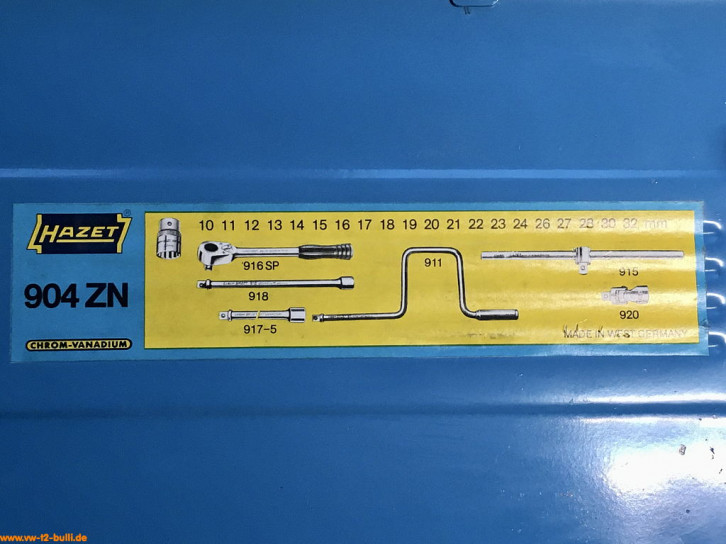 HAZET ®
904 ZN
CHROM-VANADIUM
10 11 12 13 14 15 16 17 18 19 20 21 22 23 24 26 27 28 30 32 mm
916 SP
918
917-5
911
915
920
MADE IN WEST GERMANY
www.vw-t2-bulli.de